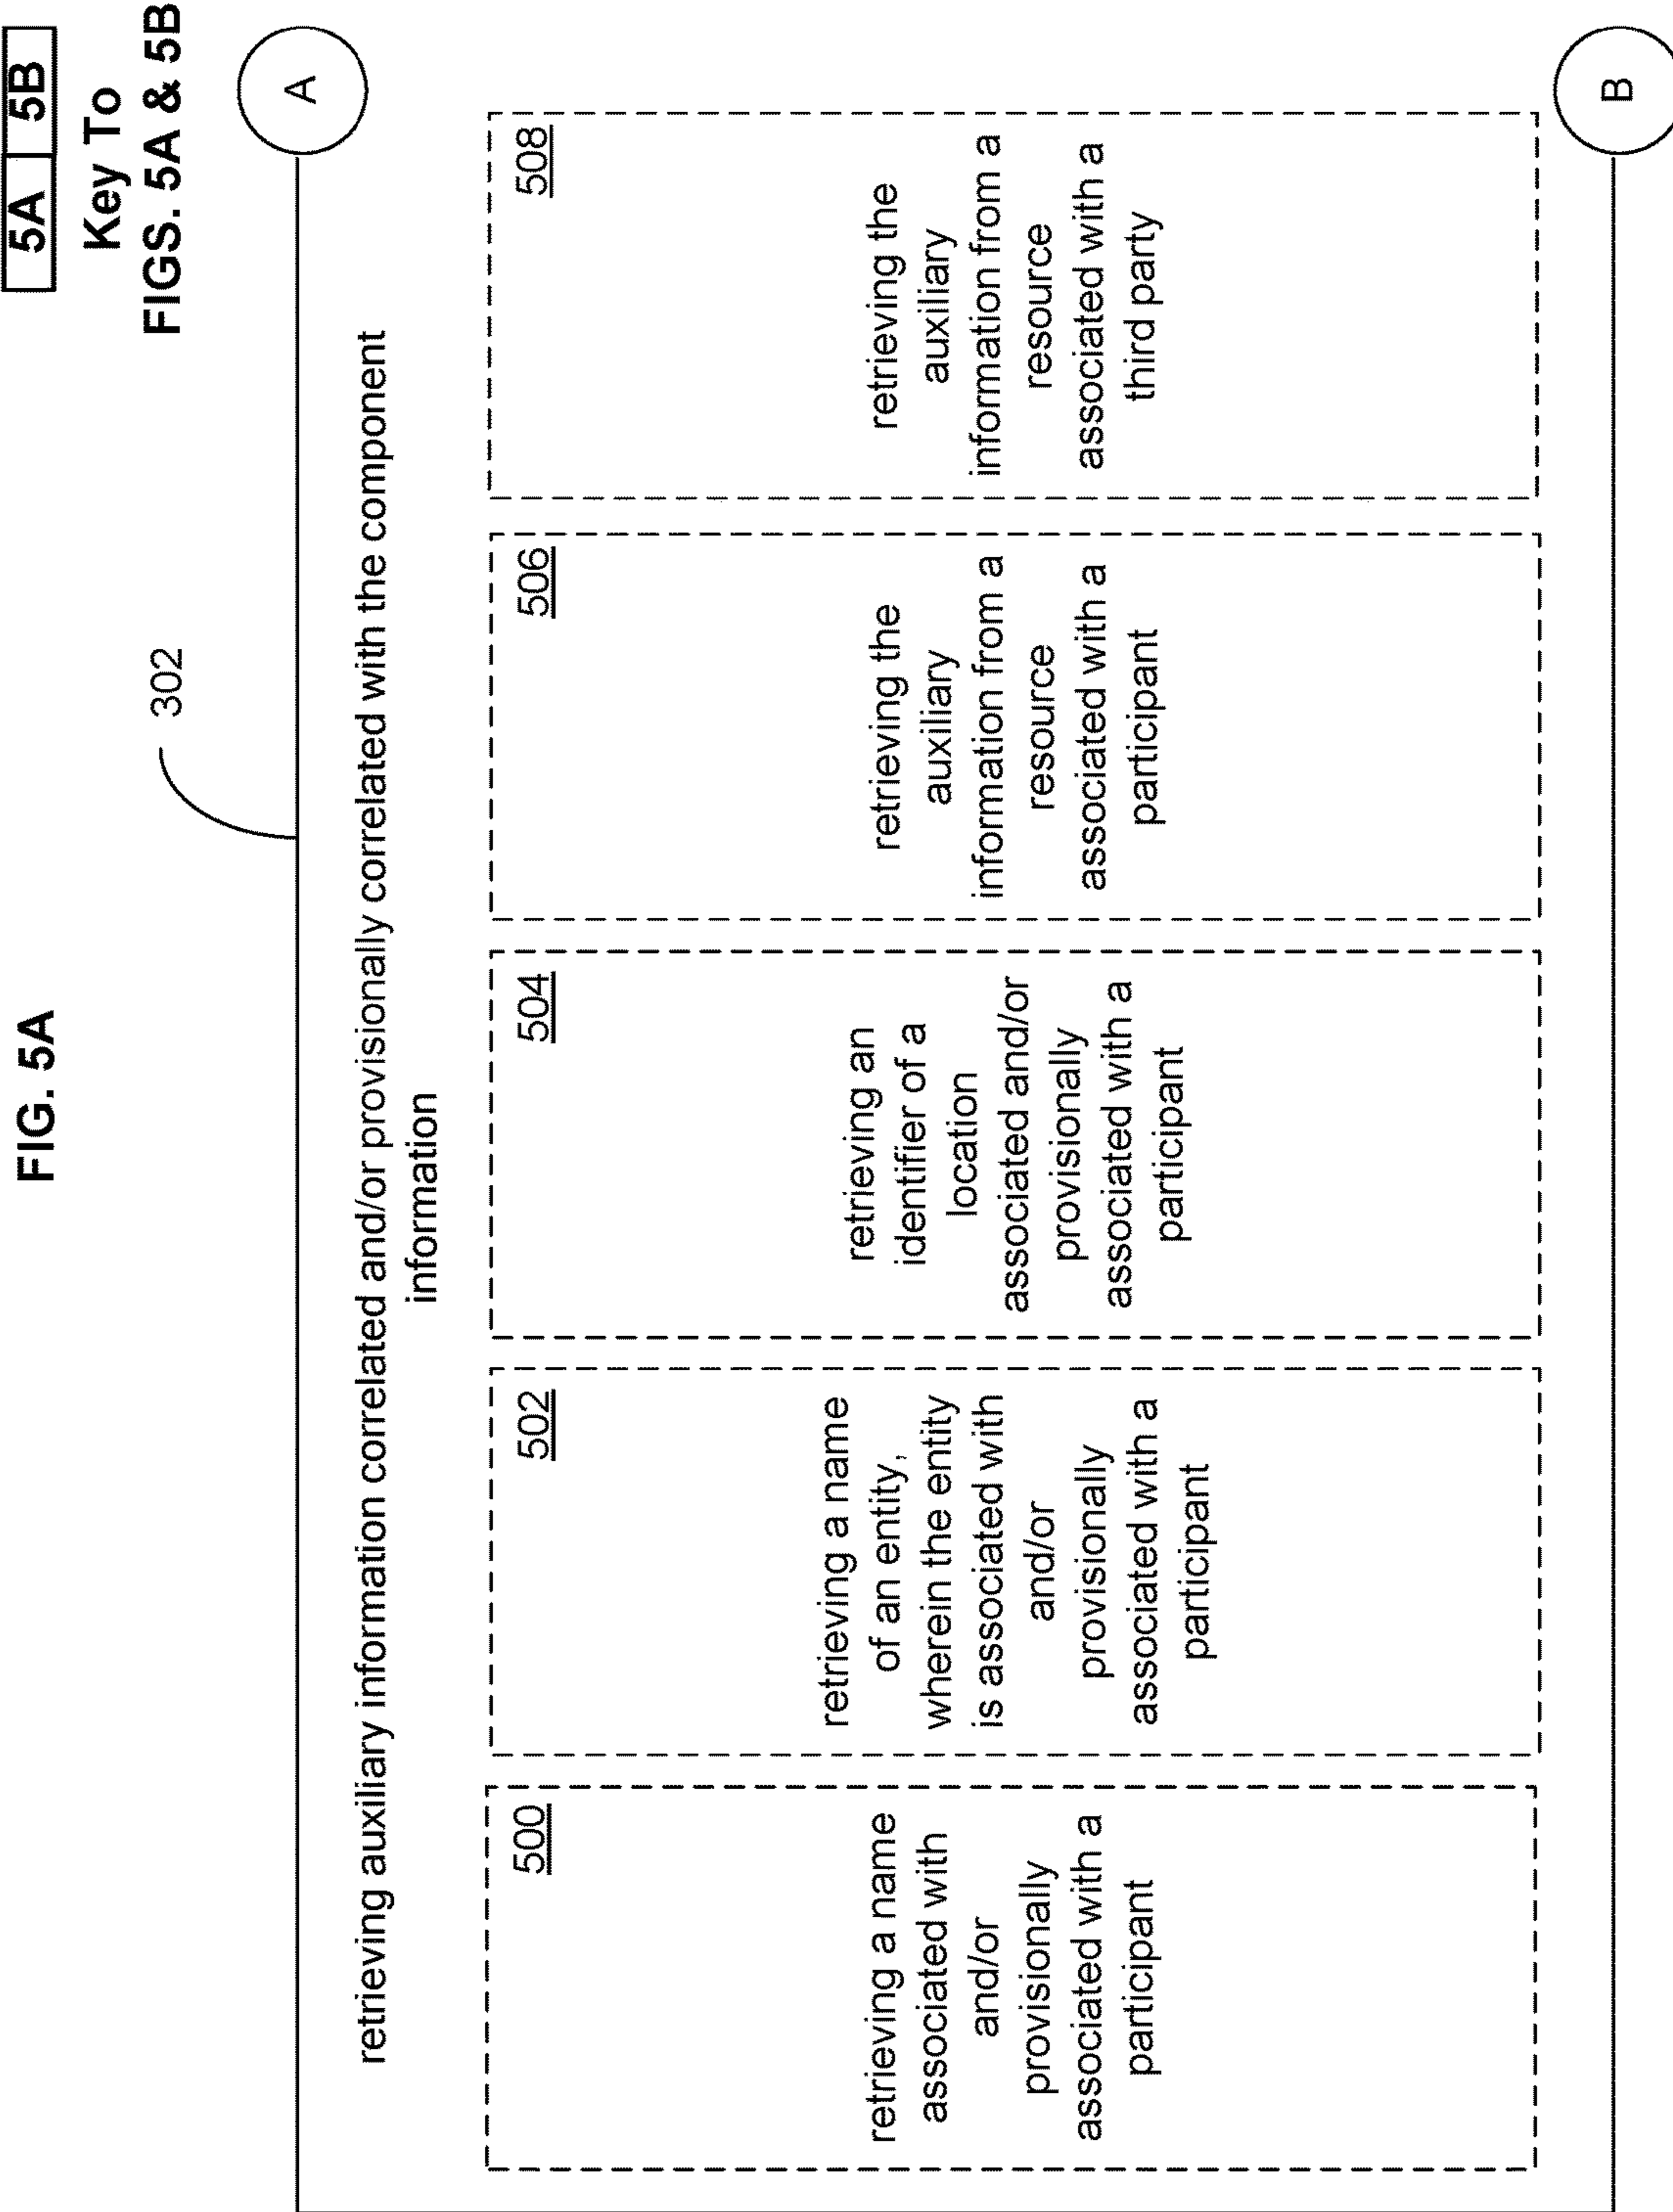 FIG. 5A
5A 5B
Key To
FIGS. 5A & 5B
302
A
retrieving auxiliary information correlated and/or provisionally correlated with the component
information
500
retrieving a name
associated with
and/or
provisionally
associated with a
participant
502
retrieving a name
of an entity,
wherein the entity
is associated with
and/or
provisionally
associated with a
participant
504
retrieving an
identifier of a
location
associated and/or
provisionally
associated with a
participant
506
retrieving the
auxiliary
information from a
resource
associated with a
participant
508
retrieving the
auxiliary
information from a
resource
associated with a
third party
B